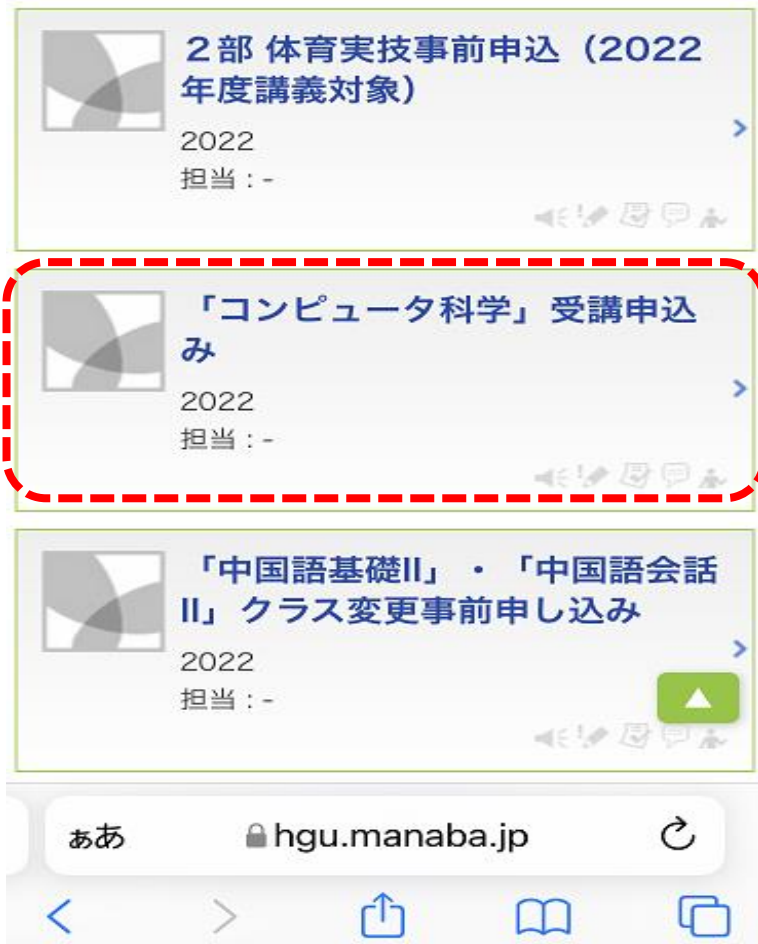 ２部 体育実技事前申込（2022
年度講義対象）
2022
担当：-
「コンピュータ科学」受講申込
み
2022
担当：-
「中国語基礎II」・「中国語会話
II」クラス変更事前申し込み
2022
担当：-
ぁあ hgu.manaba.jp